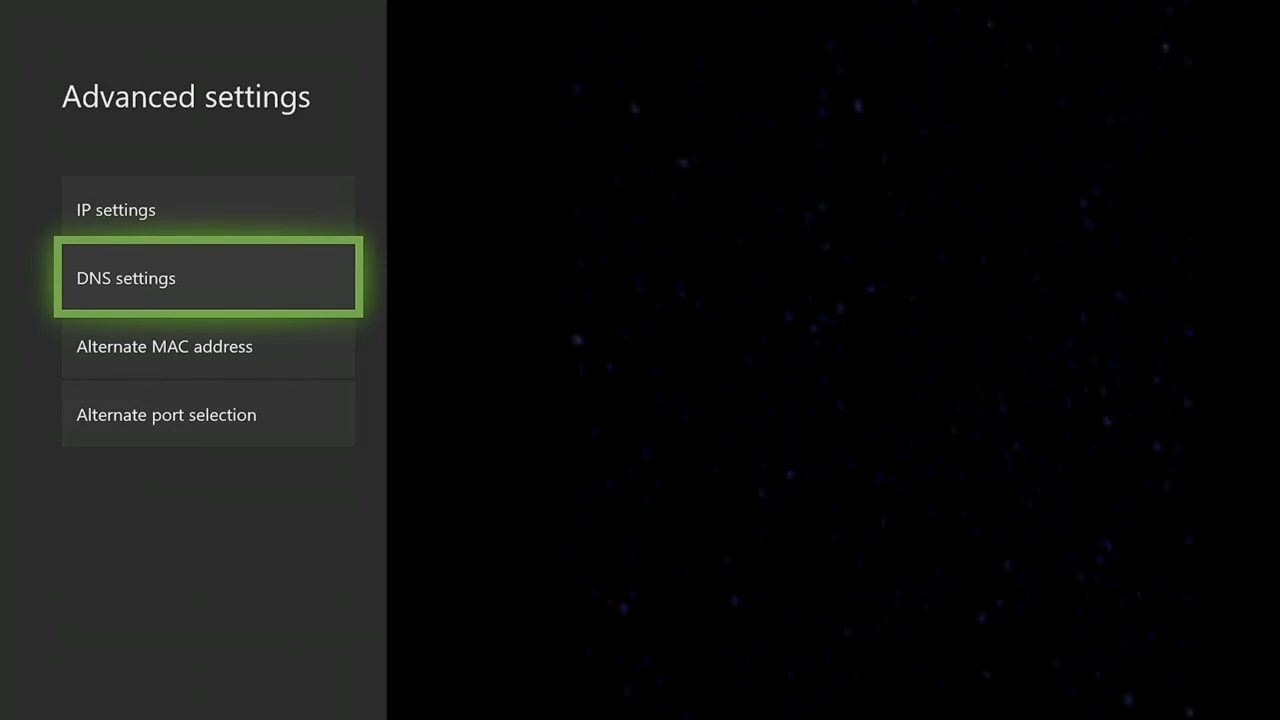 Advanced settings
IP settings
DNS settings
Alternate MAC address
Alternate port selection